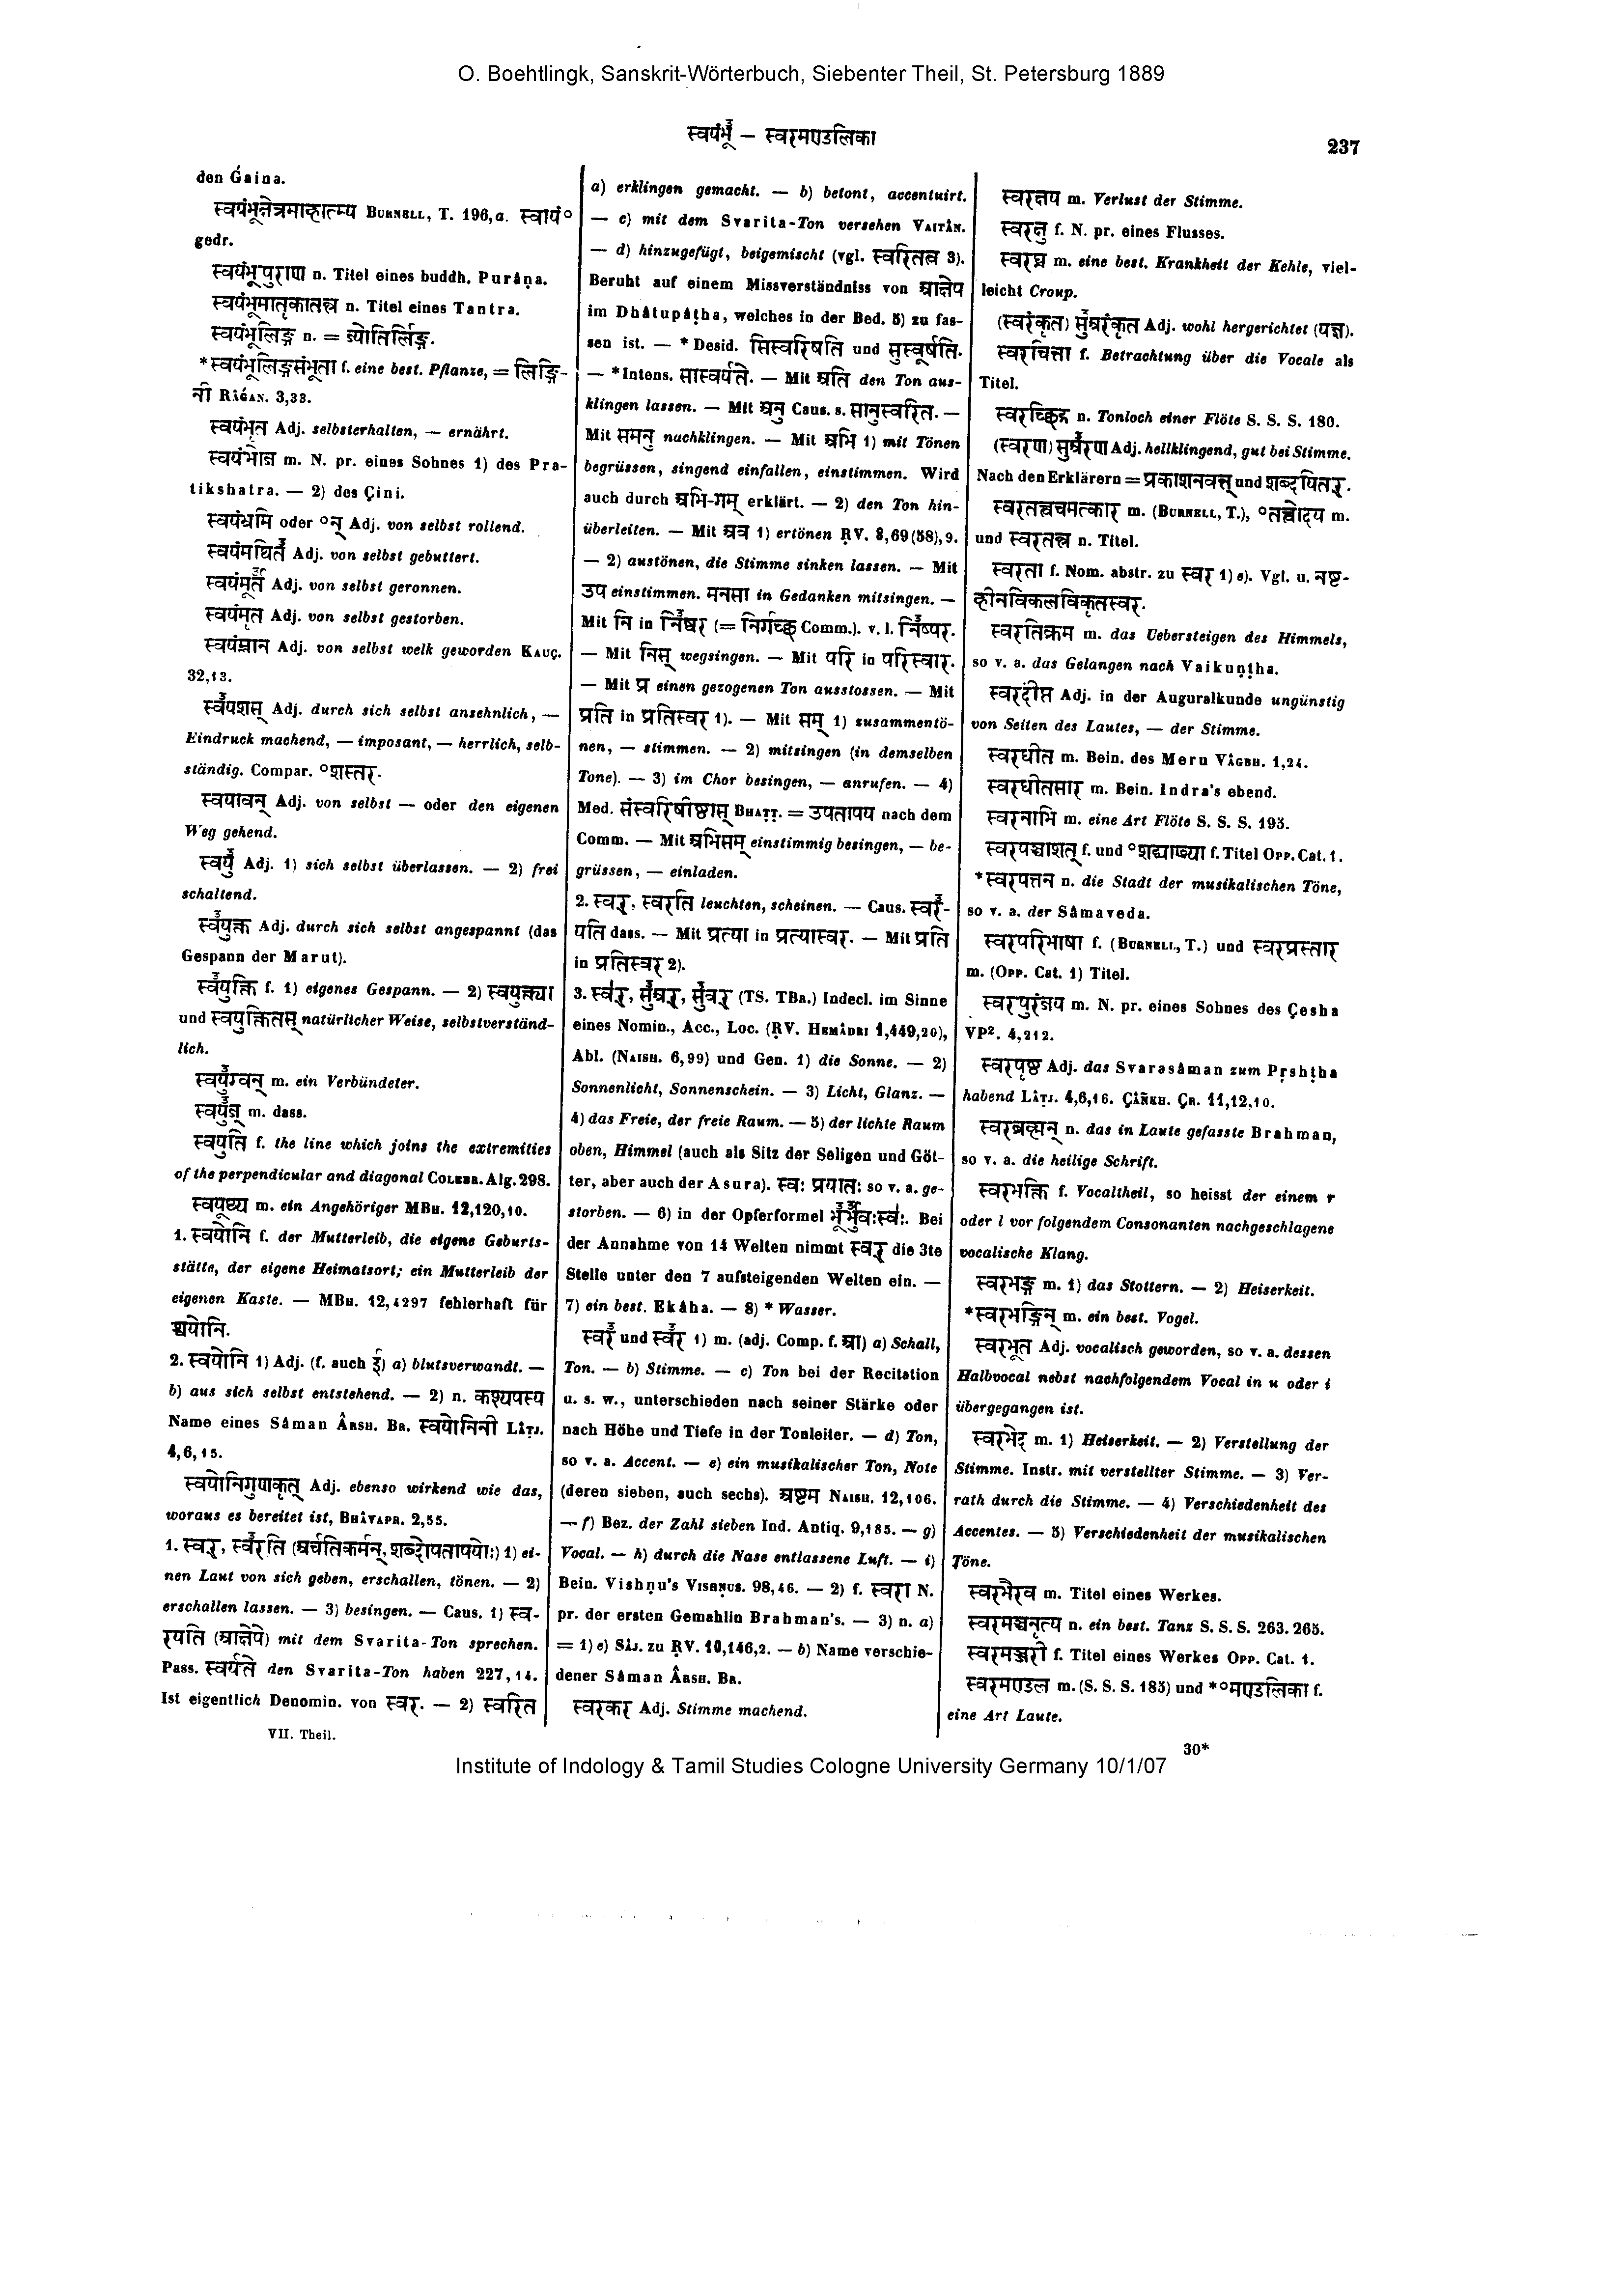 O. Boehtlingk, Sanskrit-Wörterbuch, Siebenter Theil, St. Petersburg 1889
स्वयंभूँ — स्वरमण्डलिका
237
den Ǵaina.
स्वयंभूक्षेत्रमाहात्म्य BURNELL, T. 196,a. स्वायं°
gedr.
स्वयंभूपुराण n. Titel eines buddh. Purâṇa.
स्वयंभूमातृकातन्त्र n. Titel eines Tantra.
स्वयंभूलिङ्ग n. = ज्योतिर्लिङ्ग.
*स्वयंभूलिङ्गसंभूता f. eine best. Pflanze, = लिङ्गि-
नी RÂǴAN. 3,33.
स्वयंभृत Adj. selbsterhalten, — ernährt.
स्वयंभोज m. N. pr. eines Sohnes 1) des Pra-
tikshatra. — 2) des Çini.
स्वयंभ्रमि oder °न् Adj. von selbst rollend.
स्वयंमथितँ Adj. von selbst gebuttert.
स्वयंमूर्तँ Adj. von selbst geronnen.
स्वयंमृत Adj. von selbst gestorben.
स्वयंम्लान Adj. von selbst welk geworden KAUÇ.
32,13.
स्वँयशस् Adj. durch sich selbst ansehnlich, —
Eindruck machend, — imposant, — herrlich, selb-
ständig. Compar. °शस्तर.
स्वयावन् Adj. von selbst — oder den eigenen
Weg gehend.
स्वयुँ Adj. 1) sich selbst überlassen. — 2) frei
schaltend.
स्वँयुक्त Adj. durch sich selbst angespannt (das
Gespann der Marut).
स्वँयुक्ति f. 1) eigenes Gespann. — 2) स्वयुक्त्या
und स्वयुक्तितस् natürlicher Weise, selbstverständ-
lich.
स्वयुँग्वन् m. ein Verbündeter.
स्वयुँज् m. dass.
स्वयुति f. the line which joins the extremities
of the perpendicular and diagonal COLEBR. Alg. 298.
स्वयूथ्य m. ein Angehöriger MBH. 12,120,10.
1. स्वयोनि f. der Mutterleib, die eigene Geburts-
stätte, der eigene Heimatsort; ein Mutterleib der
eigenen Kaste. — MBH. 12,4297 fehlerhaft für
श्वयोनि.
2. स्वयोनि 1) Adj. (f. auch ई) a) blutsverwandt. —
b) aus sich selbst entstehend. — 2) n. कश्यपस्य
Name eines Sâman ÂRSH. BR. स्वयोनिनी LÂṬJ.
4,6,15.
स्वयोनिगुणकृत् Adj. ebenso wirkend wie das,
woraus es bereitet ist, BHÂVAPR. 2,55.
1. स्वर्, स्वँरति (अर्चतिकर्मन्, शब्दोपतापयोः) 1) ei-
nen Laut von sich geben, erschallen, tönen. — 2)
erschallen lassen. — 3) besingen. — Caus. 1) स्व-
रयति (आक्षेपे) mit dem Svarita-Ton sprechen.
Pass. स्वर्यते den Svarita-Ton haben 227,14.
Ist eigentlich Denomin. von स्वर. — 2) स्वरित
VII. Theil.
a) erklingen gemacht. — b) betont, accentuirt.
— c) mit dem Svarita-Ton versehen VAITÂN.
— d) hinzugefügt, beigemischt (vgl. स्वरितत्व 3).
Beruht auf einem Missverständniss von आक्षेप
im Dhâtupâṭha, welches in der Bed. 5) zu fas-
sen ist. — *Desid. सिस्वरिषति und सुस्वूर्षति.
— *Intens. सास्वर्यते. — Mit अति den Ton aus-
klingen lassen. — Mit अनु Caus. s. सानुस्वरित. —
Mit समनु nachklingen. — Mit अभि 1) mit Tönen
begrüssen, singend einfallen, einstimmen. Wird
auch durch अभि-गम् erklärt. — 2) den Ton hin-
überleiten. — Mit अव 1) ertönen ṚV. 8,69(58),9.
— 2) austönen, die Stimme sinken lassen. — Mit
उप einstimmen. मनसा in Gedanken mitsingen. —
Mit नि in निँष्वर (= निर्गच्छ Comm.). v. l. निँष्पर.
— Mit निस् wegsingen. — Mit परि in परिस्वार.
— Mit प्र einen gezogenen Ton ausstossen. — Mit
प्रति in प्रतिस्वर 1). — Mit सम् 1) zusammentö-
nen, — stimmen. — 2) mitsingen (in demselben
Tone). — 3) im Chor besingen, — anrufen. — 4)
Med. संस्वरिषीष्ठास् BHAṬṬ. = उपतापय nach dem
Comm. — Mit अभिसम् einstimmig besingen, — be-
grüssen, — einladen.
2. स्वर्, स्वरति leuchten, scheinen. — Caus. स्वरँ-
यति dass. — Mit प्रत्या in प्रत्यास्वर. — Mit प्रति
in प्रतिस्वर 2).
3. स्वर्, सुँअर्, सुँवर् (TS. TBR.) Indecl. im Sinne
eines Nomin., Acc., Loc. (ṚV. HEMÂDRI 1,449,20),
Abl. (NAISH. 6,99) und Gen. 1) die Sonne. — 2)
Sonnenlicht, Sonnenschein. — 3) Licht, Glanz. —
4) das Freie, der freie Raum. — 5) der lichte Raum
oben, Himmel (auch als Sitz der Seligen und Göt-
ter, aber auch der Asura). स्वः प्रयातः so v. a. ge-
storben. — 6) in der Opferformel भूँर्भुँवःस्वः. Bei
der Annahme von 14 Welten nimmt स्वर् die 3te
Stelle unter den 7 aufsteigenden Welten ein. —
7) ein best. Ekâha. — 8) *Wasser.
स्वरँ und स्वँर 1) m. (adj. Comp. f. आ) a) Schall,
Ton. — b) Stimme. — c) Ton bei der Recitation
u. s. w., unterschieden nach seiner Stärke oder
nach Höhe und Tiefe in der Tonleiter. — d) Ton,
so v. a. Accent. — e) ein musikalischer Ton, Note
(deren sieben, auch sechs). अष्टम NAISH. 12,106.
— f) Bez. der Zahl sieben Ind. Antiq. 9,185. — g)
Vocal. — h) durch die Nase entlassene Luft. — i)
Bein. Vishṇu's VISHṆUS. 98,46. — 2) f. स्वरा N.
pr. der ersten Gemahlin Brahman's. — 3) n. a)
= 1) e) SÂJ. zu ṚV. 10,146,2. — b) Name verschie-
dener Sâman ÂRSH. BR.
स्वरकर Adj. Stimme machend.
स्वरक्षय m. Verlust der Stimme.
स्वरक्षु f. N. pr. eines Flusses.
स्वरघ्न m. eine best. Krankheit der Kehle, viel-
leicht Croup.
(स्वरंकृत) सुँअरंकृत Adj. wohl hergerichtet (यज्ञ).
स्वरचिन्ता f. Betrachtung über die Vocale als
Titel.
स्वरच्छिद्र n. Tonloch einer Flöte S. S. S. 180.
(स्वरण) सुअँरण Adj. hellklingend, gut bei Stimme.
Nach den Erklärern = प्रकाशनवत् und शब्दयितर्.
स्वरतत्त्वचमत्कार m. (BURNELL, T.), °तत्त्वोदय m.
und स्वरतन्त्र n. Titel.
स्वरता f. Nom. abstr. zu स्वर 1) e). Vgl. u. नष्ट-
हीनविकलविकृतस्वर.
स्वरतिक्रम m. das Uebersteigen des Himmels,
so v. a. das Gelangen nach Vaikuṇṭha.
स्वरदीप्त Adj. in der Auguralkunde ungünstig
von Seiten des Lautes, — der Stimme.
स्वरधीत m. Bein. des Meru VÂGBH. 1,24.
स्वरधीतसार m. Bein. Indra's ebend.
स्वरनाभि m. eine Art Flöte S. S. S. 193.
स्वरपञ्चाशत् f. und °शद्याख्या f. Titel OPP. Cat. 1.
*स्वरपत्तन n. die Stadt der musikalischen Töne,
so v. a. der Sâmaveda.
स्वरपरिभाषा f. (BURNELL, T.) und स्वरप्रस्तार
m. (OPP. Cat. 1) Titel.
स्वरपुरंजय m. N. pr. eines Sohnes des Çesha
VP². 4,212.
स्वरपृष्ठ Adj. das Svarasâman zum Pṛshṭha
habend LÂṬJ. 4,6,16. ÇÂÑKH. ÇR. 11,12,10.
स्वरब्रह्मन् n. das in Laute gefasste Brahman,
so v. a. die heilige Schrift.
स्वरभक्ति f. Vocaltheil, so heisst der einem r
oder l vor folgendem Consonanten nachgeschlagene
vocalische Klang.
स्वरभङ्ग m. 1) das Stottern. — 2) Heiserkeit.
*स्वरभङ्गिन् m. ein best. Vogel.
स्वरभूत Adj. vocalisch geworden, so v. a. dessen
Halbvocal nebst nachfolgendem Vocal in u oder i
übergegangen ist.
स्वरभेद m. 1) Heiserkeit. — 2) Verstellung der
Stimme. Instr. mit verstellter Stimme. — 3) Ver-
rath durch die Stimme. — 4) Verschiedenheit des
Accentes. — 5) Verschiedenheit der musikalischen
Töne.
स्वरभैरव m. Titel eines Werkes.
स्वरमञ्चनृत्य n. ein best. Tanz S. S. S. 263. 265.
स्वरमञ्जरी f. Titel eines Werkes OPP. Cat. 1.
स्वरमण्डल m. (S. S. S. 185) und *°मण्डलिका f.
eine Art Laute.
30*
Institute of Indology & Tamil Studies Cologne University Germany 10/1/07